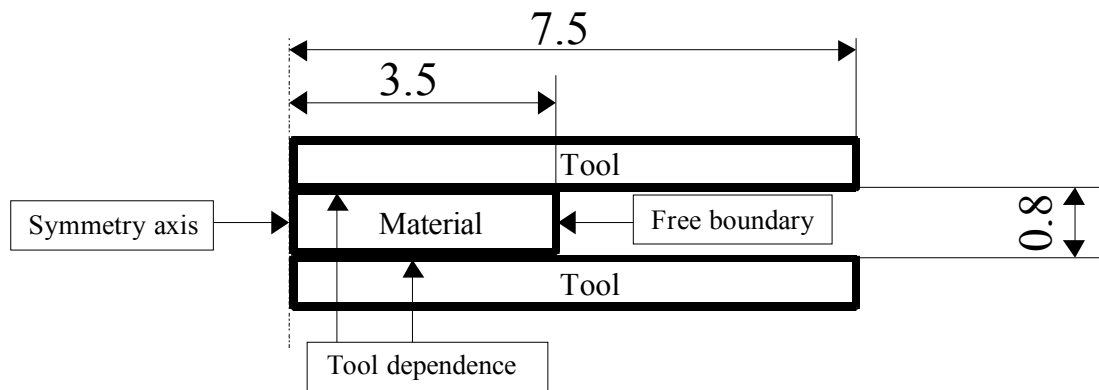 7.5
3.5
Tool
Symmetry axis
Material
Free boundary
0.8
Tool
Tool dependence